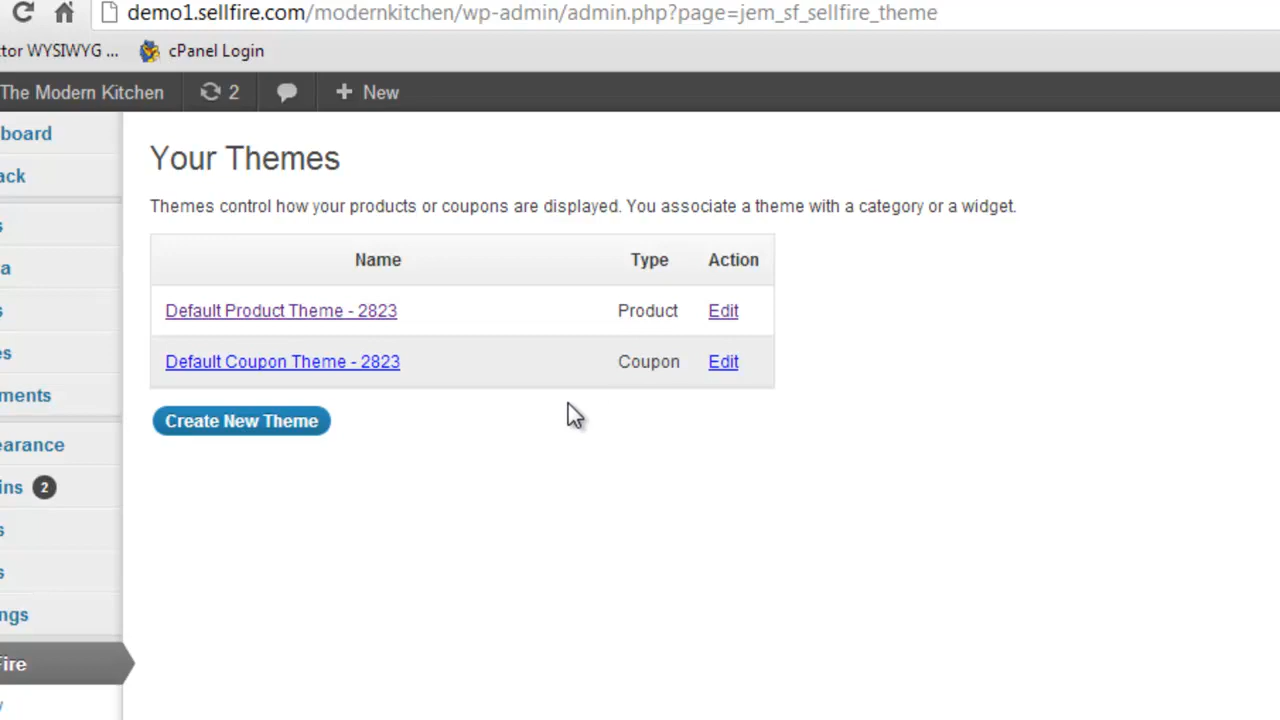 demo1.sellfire.com/modernkitchen/wp-admin/admin.php?page=jem_sf_sellfire_theme
tor WYSIWYG ... cPanel Login
The Modern Kitchen 2 + New
board
ack
s
a
s
es
ments
earance
ins 2
s
s
ngs
Fire
Your Themes
Themes control how your products or coupons are displayed. You associate a theme with a category or a widget.
Name Type Action
Default Product Theme - 2823 Product Edit
Default Coupon Theme - 2823 Coupon Edit
Create New Theme